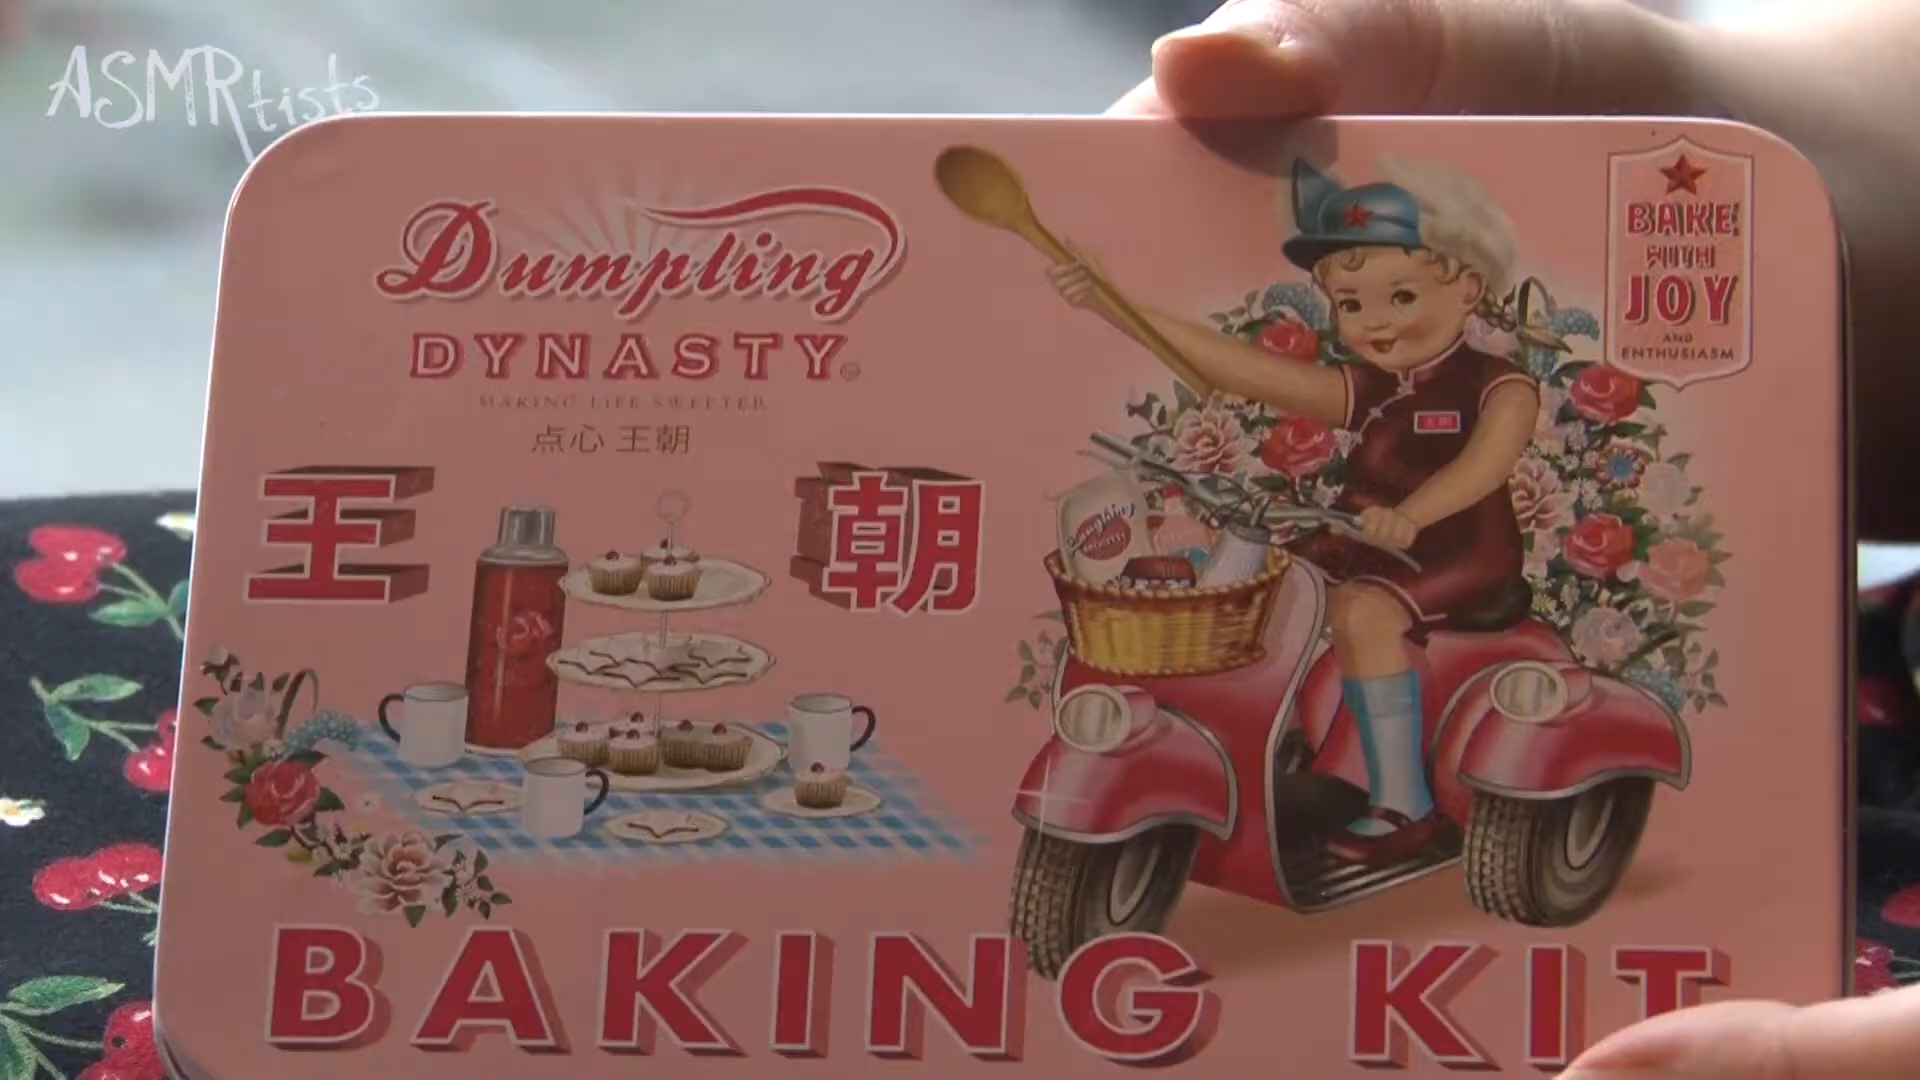 ASMRtists
Dumpling
DYNASTY
MAKING LIFE SWEETER
点心 王朝
王朝
BAKE
WITH
JOY
AND
ENTHUSIASM
Laughing
BAKING KIT